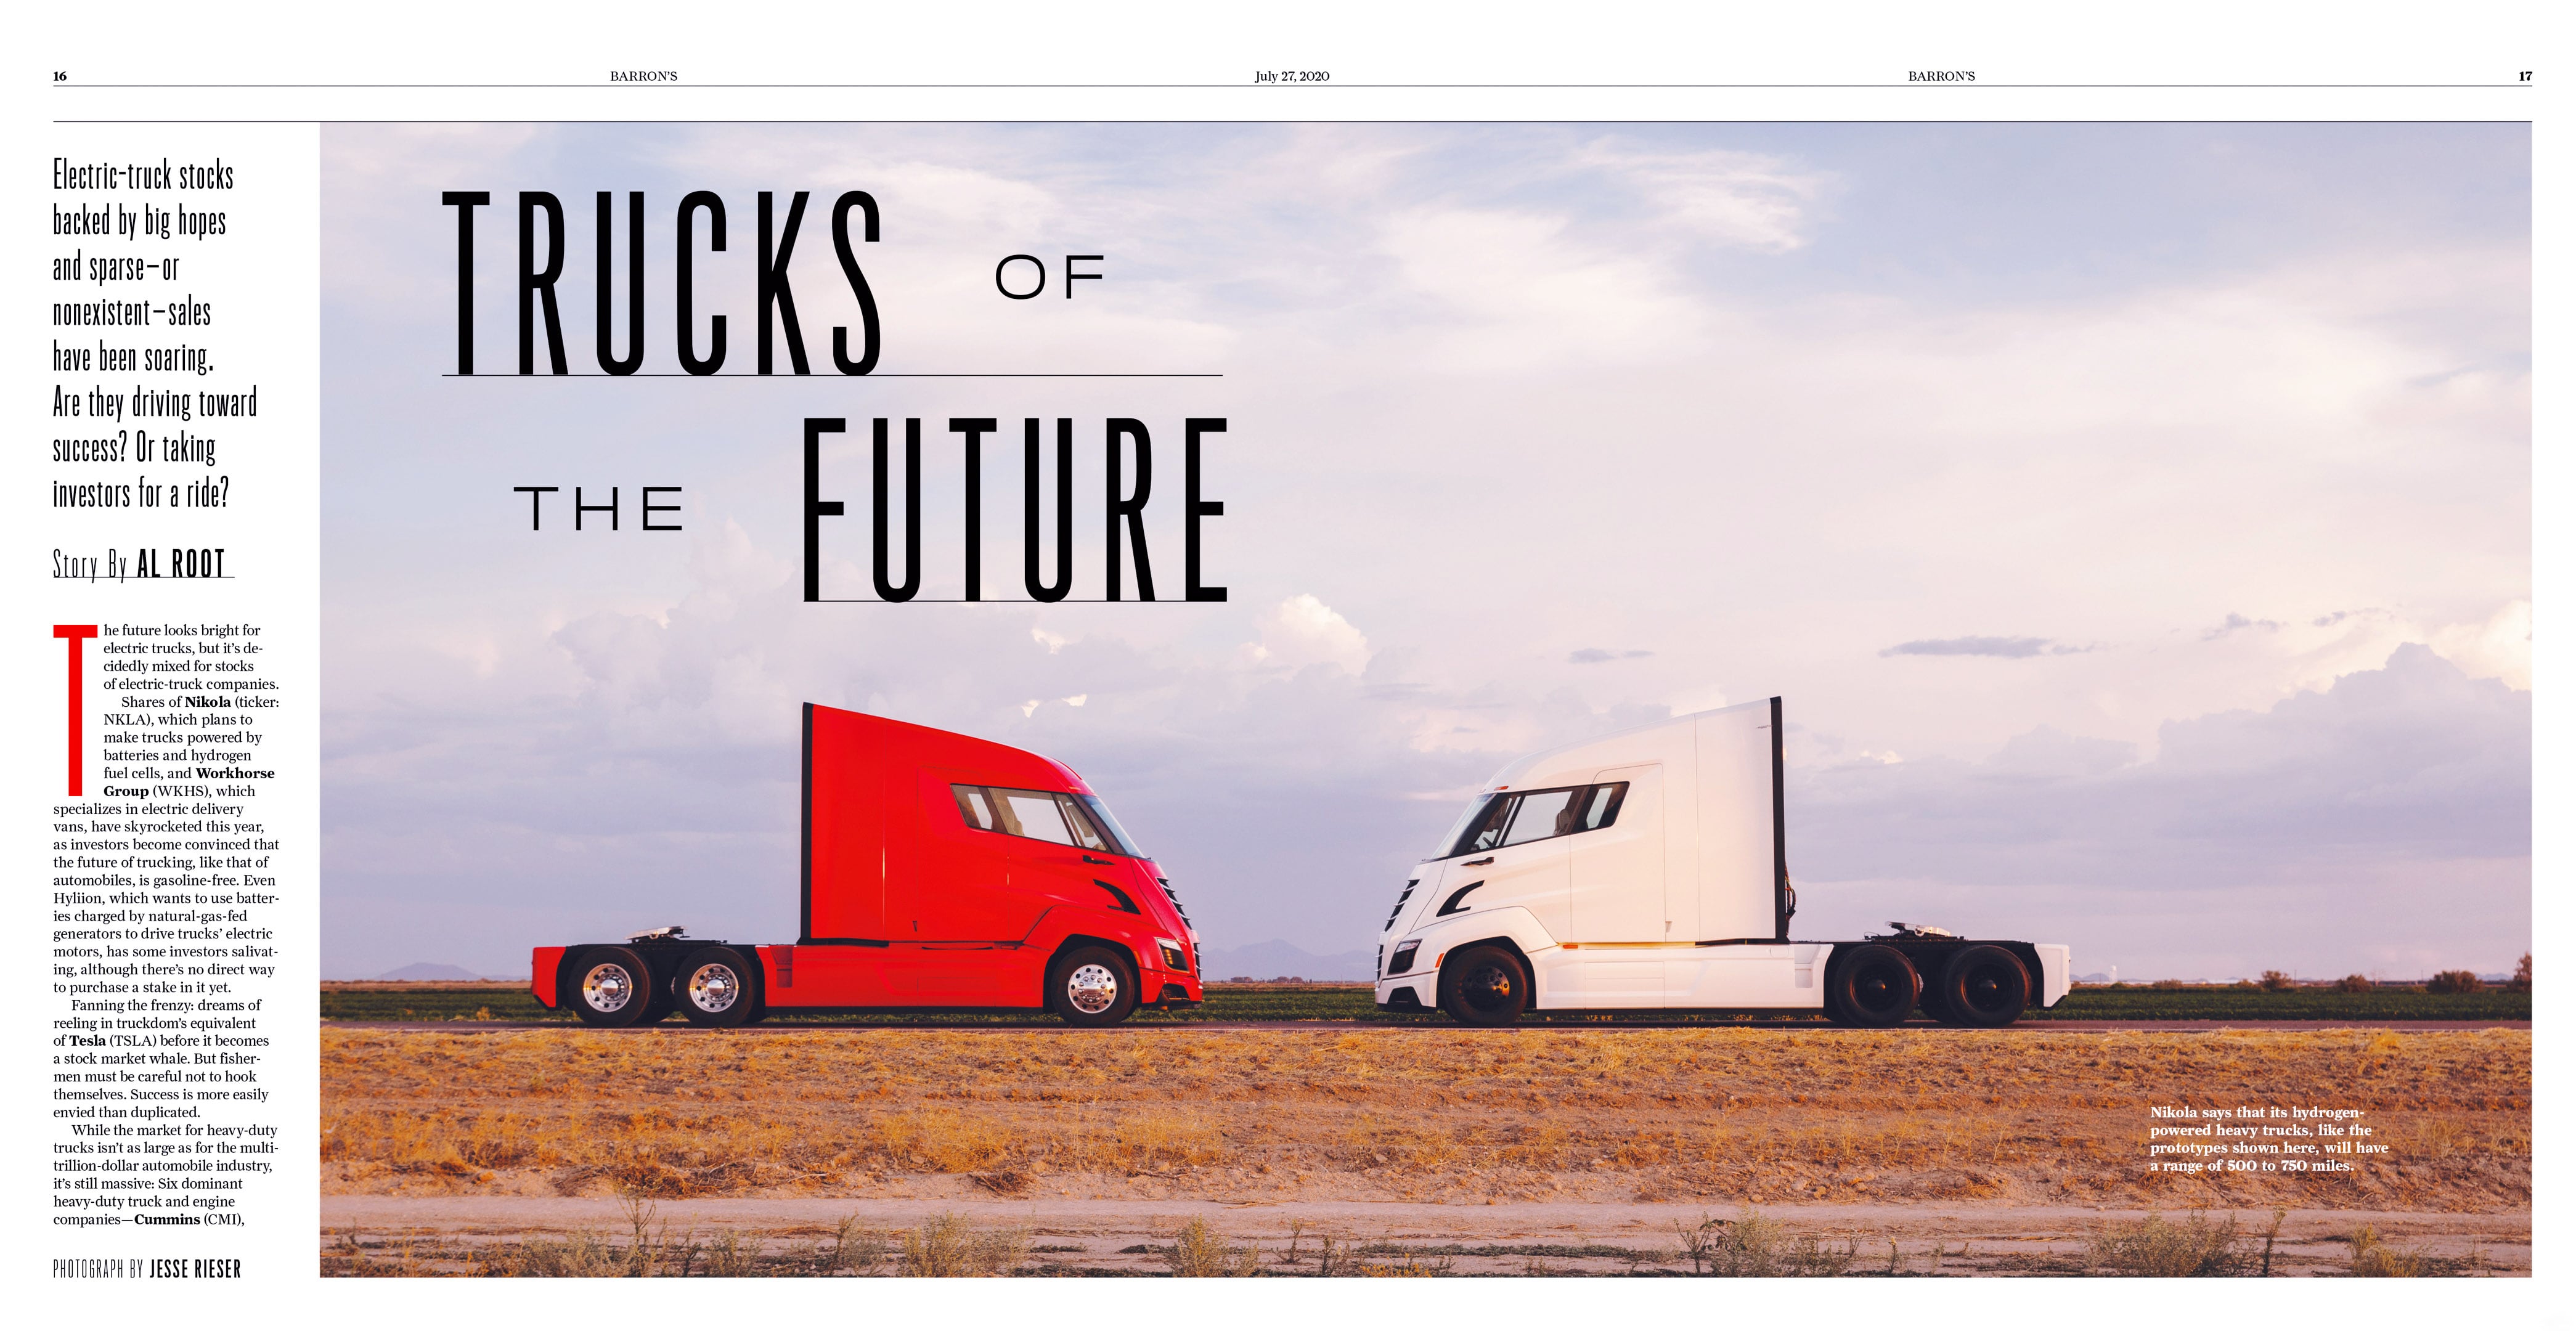 16
BARRON'S
July 27, 2020
BARRON'S
17
Electric-truck stocks
backed by big hopes
and sparse—or
nonexistent—sales
have been soaring.
Are they driving toward
success? Or taking
investors for a ride?
Story By AL ROOT
The future looks bright for
electric trucks, but it's de-
cidedly mixed for stocks
of electric-truck companies.
Shares of Nikola (ticker:
NKLA), which plans to
make trucks powered by
batteries and hydrogen
fuel cells, and Workhorse
Group (WKHS), which
specializes in electric delivery
vans, have skyrocketed this year,
as investors become convinced that
the future of trucking, like that of
automobiles, is gasoline-free. Even
Hyliion, which wants to use batter-
ies charged by natural-gas-fed
generators to drive trucks' electric
motors, has some investors salivat-
ing, although there's no direct way
to purchase a stake in it yet.
Fanning the frenzy: dreams of
reeling in truckdom's equivalent
of Tesla (TSLA) before it becomes
a stock market whale. But fisher-
men must be careful not to hook
themselves. Success is more easily
envied than duplicated.
While the market for heavy-duty
trucks isn't as large as for the multi-
trillion-dollar automobile industry,
it's still massive: Six dominant
heavy-duty truck and engine
companies—Cummins (CMI),
PHOTOGRAPH BY JESSE RIESER
TRUCKS OF
THE FUTURE
Nikola says that its hydrogen-
powered heavy trucks, like the
prototypes shown here, will have
a range of 500 to 750 miles.